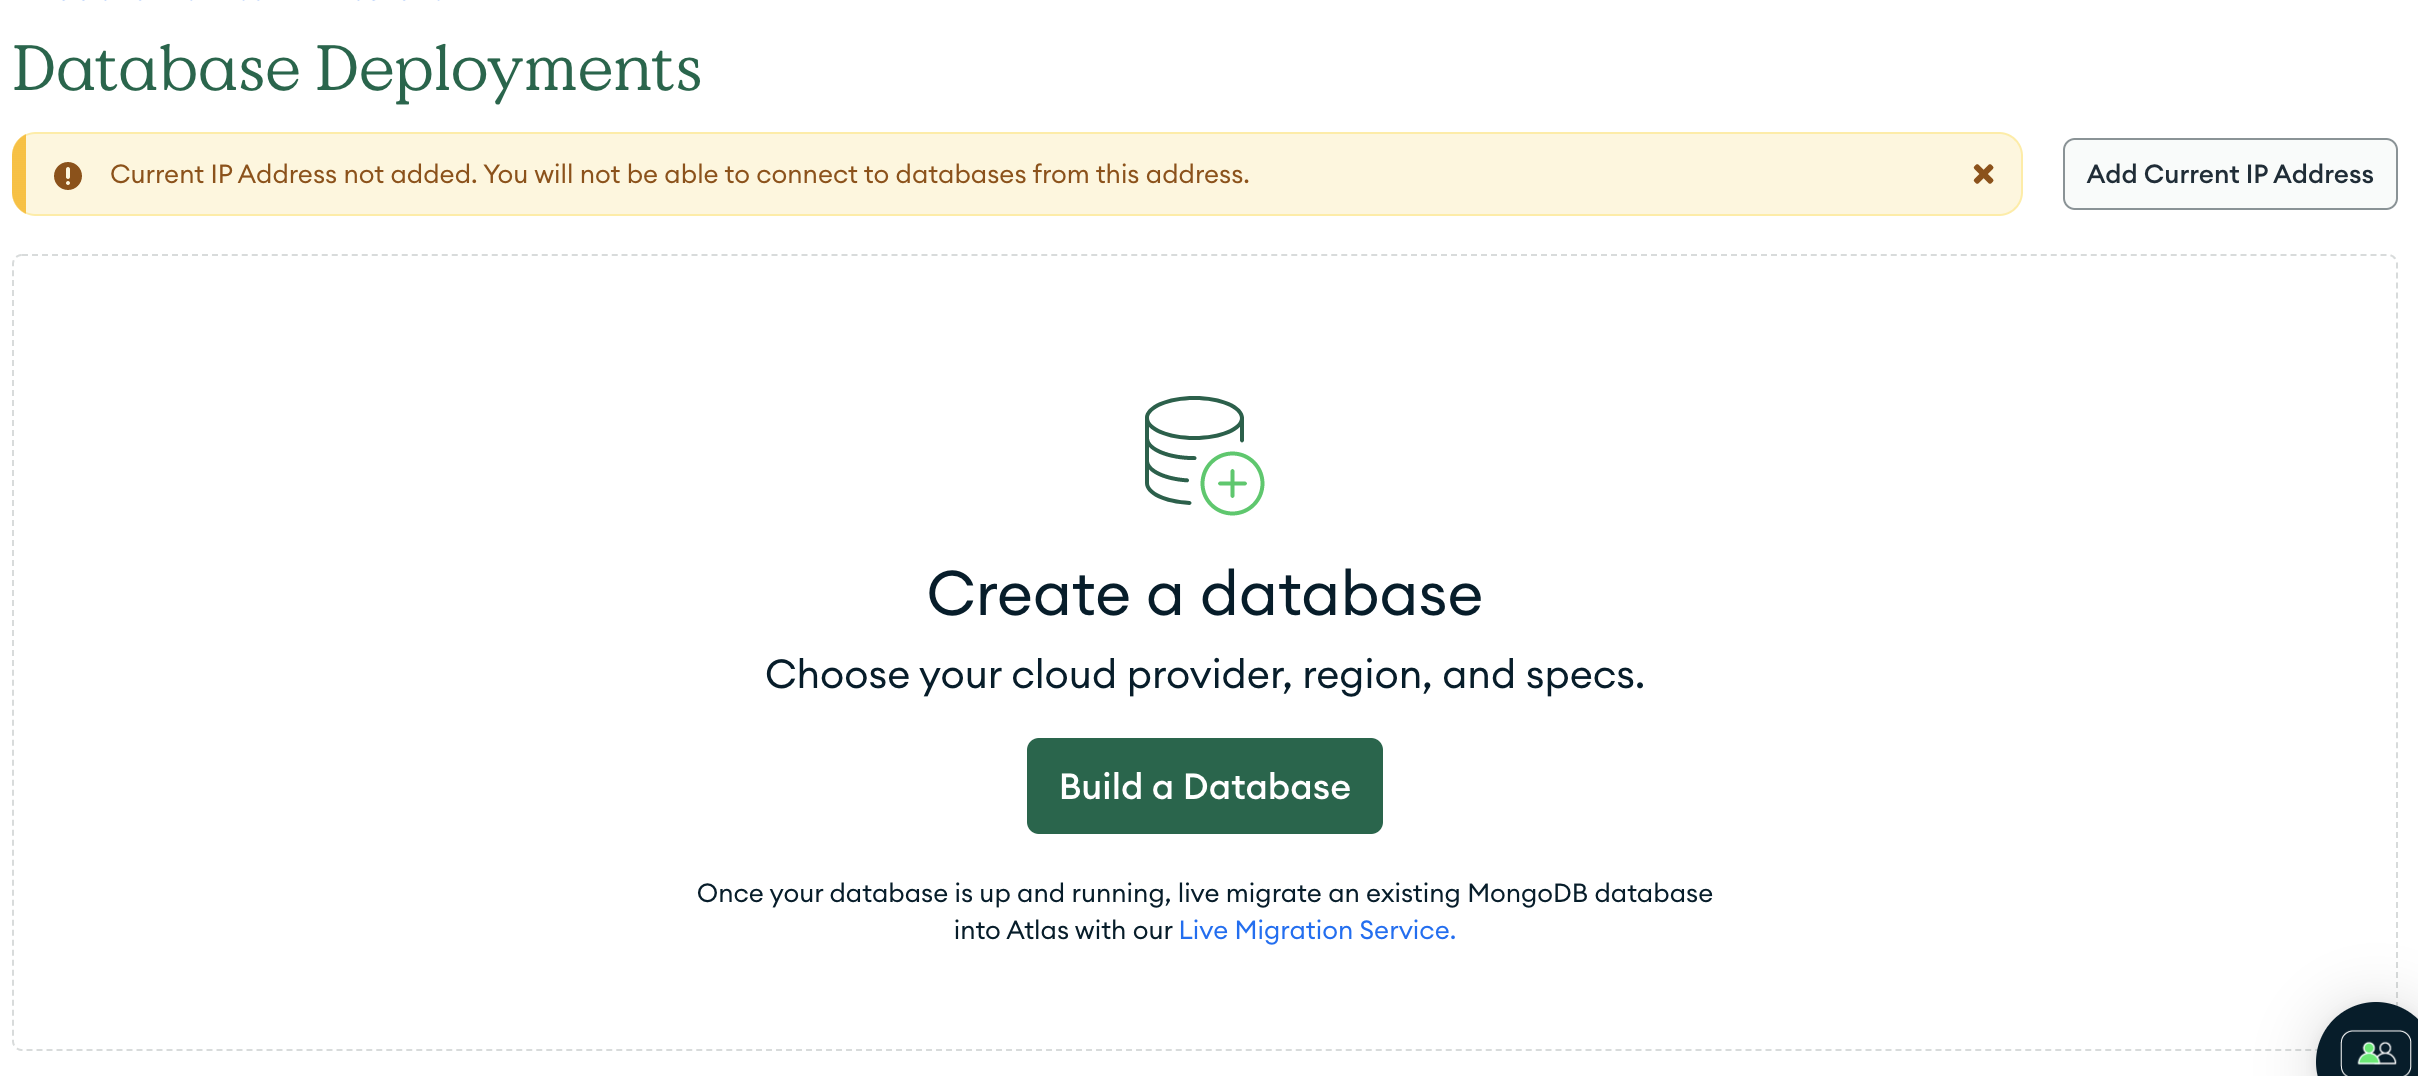 Database Deployments
Current IP Address not added. You will not be able to connect to databases from this address.
Add Current IP Address
Create a database
Choose your cloud provider, region, and specs.
Build a Database
Once your database is up and running, live migrate an existing MongoDB database
into Atlas with our Live Migration Service.